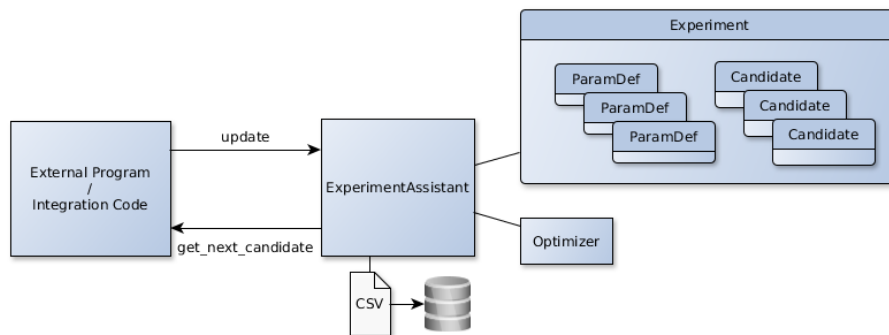 Experiment
ParamDef
ParamDef
ParamDef
Candidate
Candidate
Candidate
External Program
/
Integration Code
update
get_next_candidate
ExperimentAssistant
Optimizer
CSV